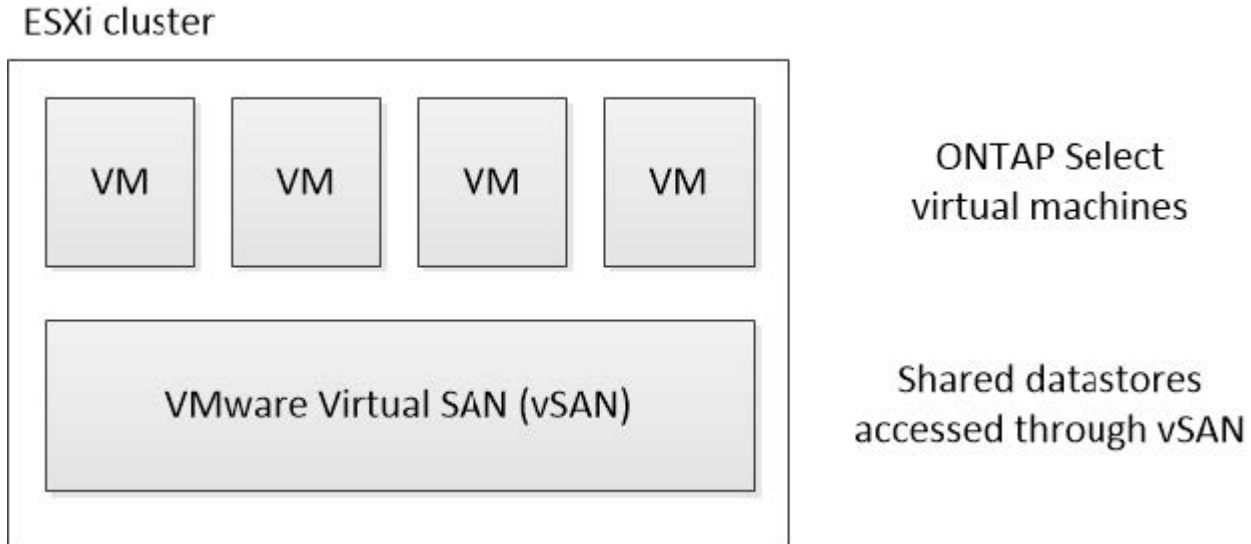 ESXi cluster
VM
VM
VM
VM
ONTAP Select
virtual machines
VMware Virtual SAN (vSAN)
Shared datastores
accessed through vSAN